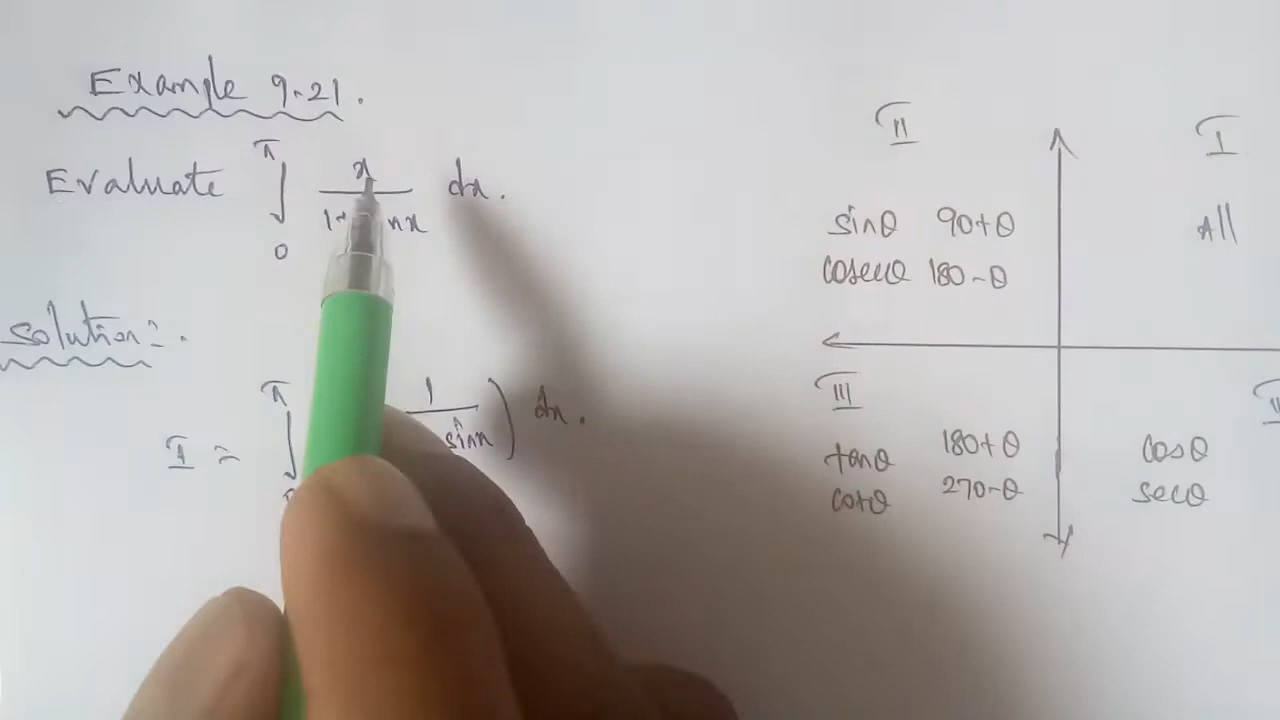 Example 9.21.
Evaluate ∫ x / 1+ nx dx.
π
0
Solution:-
I = ∫ 1 / sinx ) dx.
π
II
I
sinθ 90+θ
cosecθ 180-θ
All
III
tanθ 180+θ
cotθ 270-θ
cosθ
secθ